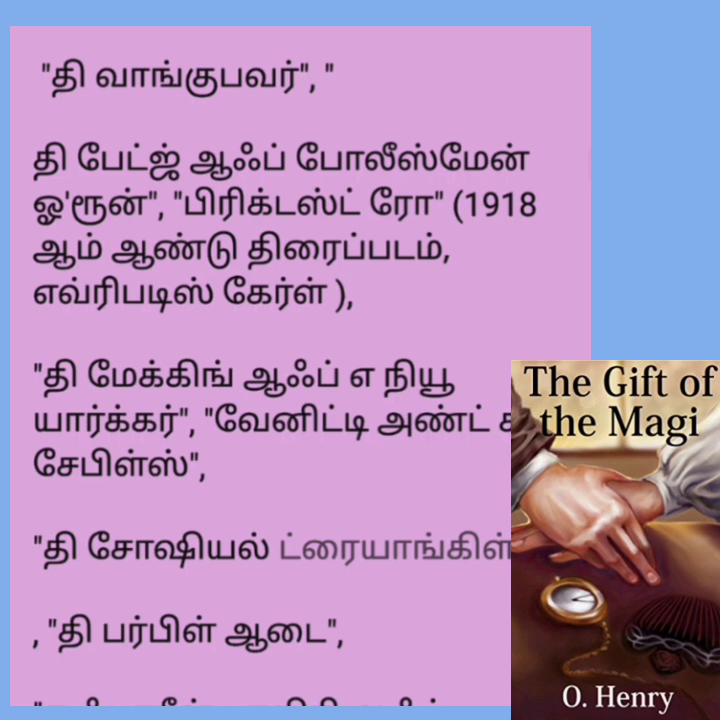 "தி வாங்குபவர்", "
தி பேட்ஜ் ஆஃப் போலீஸ்மேன்
ஓ'ரூன்", "பிரிக்டஸ்ட் ரோ" (1918
ஆம் ஆண்டு திரைப்படம்,
எவ்ரிபடிஸ் கேர்ள் ),
"தி மேக்கிங் ஆஃப் எ நியூ
யார்க்கர்", "வேனிட்டி அண்ட்
சேபிள்ஸ்",
"தி சோஷியல் ட்ரையாங்கிள்
, "தி பர்பிள் ஆடை",
The Gift of
the Magi
O. Henry